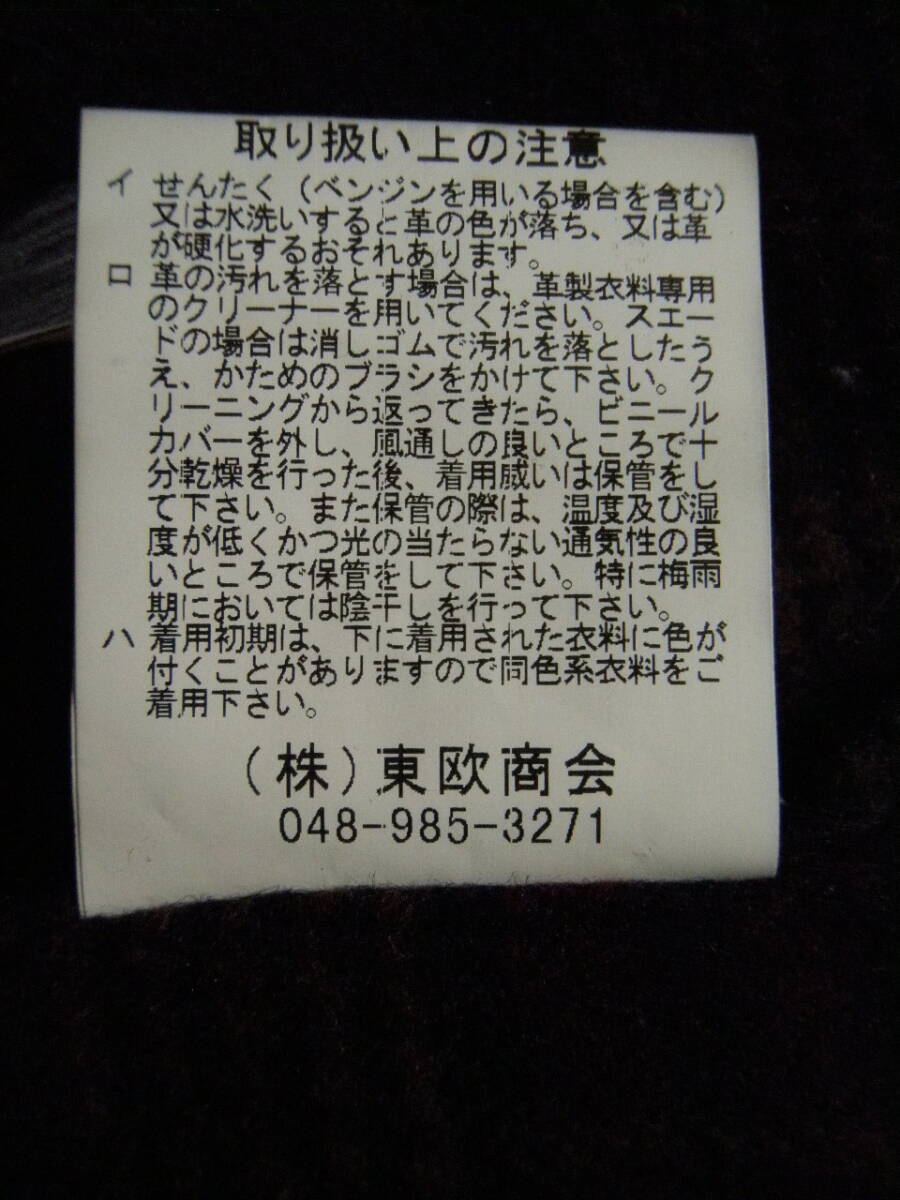 取り扱い上の注意
イ せんたく（ベンジンを用いる場合を含む）
又は水洗いすると革の色が落ち、又は革
が硬化するおそれあります。
ロ 革の汚れを落とす場合は、革製衣料専用
のクリーナーを用いてください。スエー
ドの場合は消しゴムで汚れを落としたう
え、かためのブラシをかけて下さい。ク
リーニングから返ってきたら、ビニール
カバーを外し、風通しの良いところで十
分乾燥を行った後、着用或いは保管をし
て下さい。また保管の際は、温度及び湿
度が低くかつ光の当たらない通気性の良
いところで保管をして下さい。特に梅雨
期においては陰干しを行って下さい。
ハ 着用初期は、下に着用された衣料に色が
付くことがありますので同色系衣料をご
着用下さい。
（株）東欧商会
048-985-3271